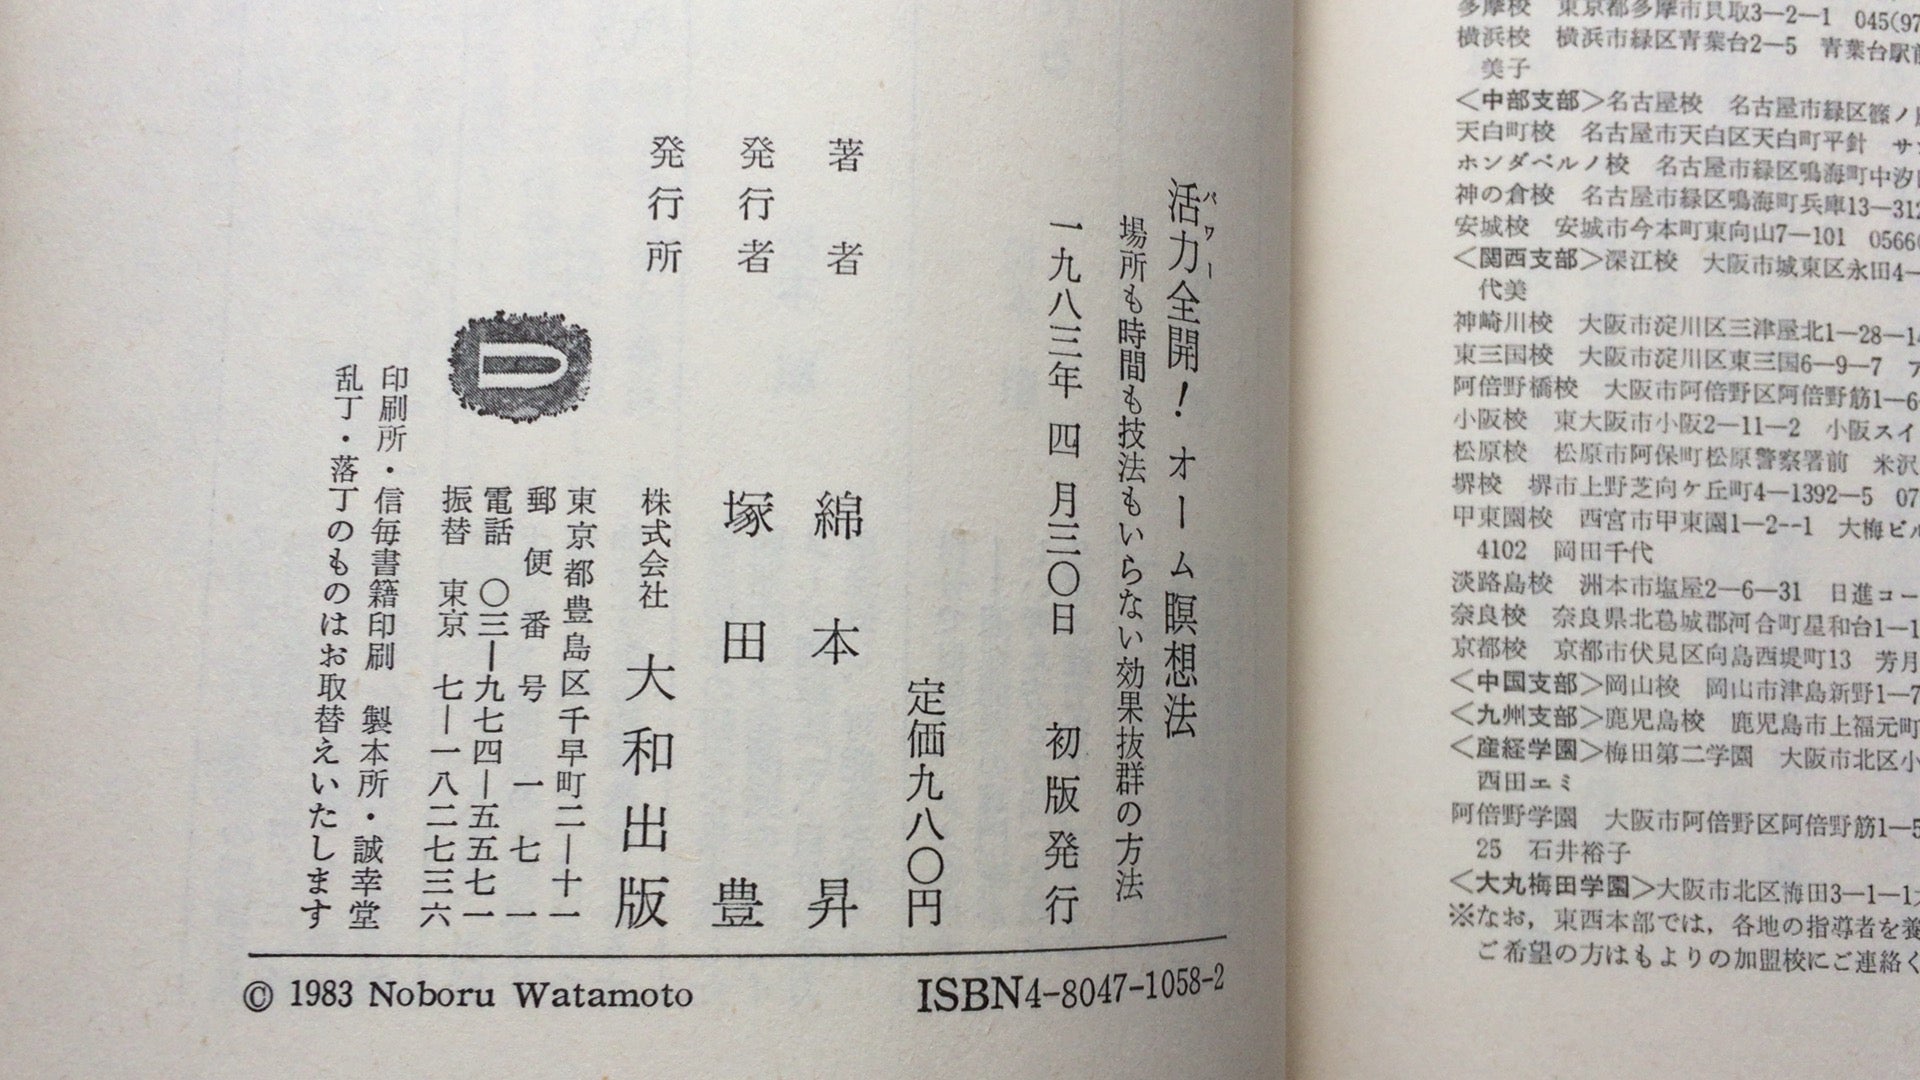 活力全開！オーム瞑想法
パワー
場所も時間も技法もいらない効果抜群の方法
一九八三年 四 月三〇日 初版発行
定価九八〇円
著者 綿本 昇
発行者 塚田 豊
発行所 株式会社 大和出版
東京都豊島区千早町二ー十一
郵便番号 一七一
電話 〇三ー九七四ー五五七一
振替 東京 七ー一八二七三六
D
印刷所・信毎書籍印刷 製本所・誠幸堂
乱丁・落丁のものはお取替えいたします
© 1983 Noboru Watamoto
ISBN4-8047-1058-2
多摩校 東京都多摩市貝取3—2—1 045(97
横浜校 横浜市緑区青葉台2—5 青葉台駅前
美子
＜中部支部＞名古屋校 名古屋市緑区篠ノ
天白町校 名古屋市天白区天白町平針 サン
ホンダベルノ校 名古屋市緑区鳴海町中汐
神の倉校 名古屋市緑区鳴海町兵庫13—312
安城校 安城市今本町東向山7—101 0566(
＜関西支部＞深江校 大阪市城東区永田4—
代美
神崎川校 大阪市淀川区三津屋北1—28—14
東三国校 大阪市淀川区東三国6—9—7 ア
阿倍野橋校 大阪市阿倍野区阿倍野筋1—6
小阪校 東大阪市小阪2—11—2 小阪スイ
松原校 松原市阿保町松原警察署前 米沢
堺校 堺市上野芝向ケ丘町4—1392—5 07
甲東園校 西宮市甲東園1—2--1 大梅ビル
4102 岡田千代
淡路島校 洲本市塩屋2—6—31 日進コー
奈良校 奈良県北葛城郡河合町星和台1—1
京都校 京都市伏見区向島西堤町13 芳月
＜中国支部＞岡山校 岡山市津島新野1—7
＜九州支部＞鹿児島校 鹿児島市上福元町
＜産経学園＞梅田第二学園 大阪市北区小
西田エミ
阿倍野学園 大阪市阿倍野区阿倍野筋1—5
25 石井裕子
＜大丸梅田学園＞大阪市北区梅田3—1—1
※なお，東西本部では，各地の指導者を養
ご希望の方はもよりの加盟校にご連絡く